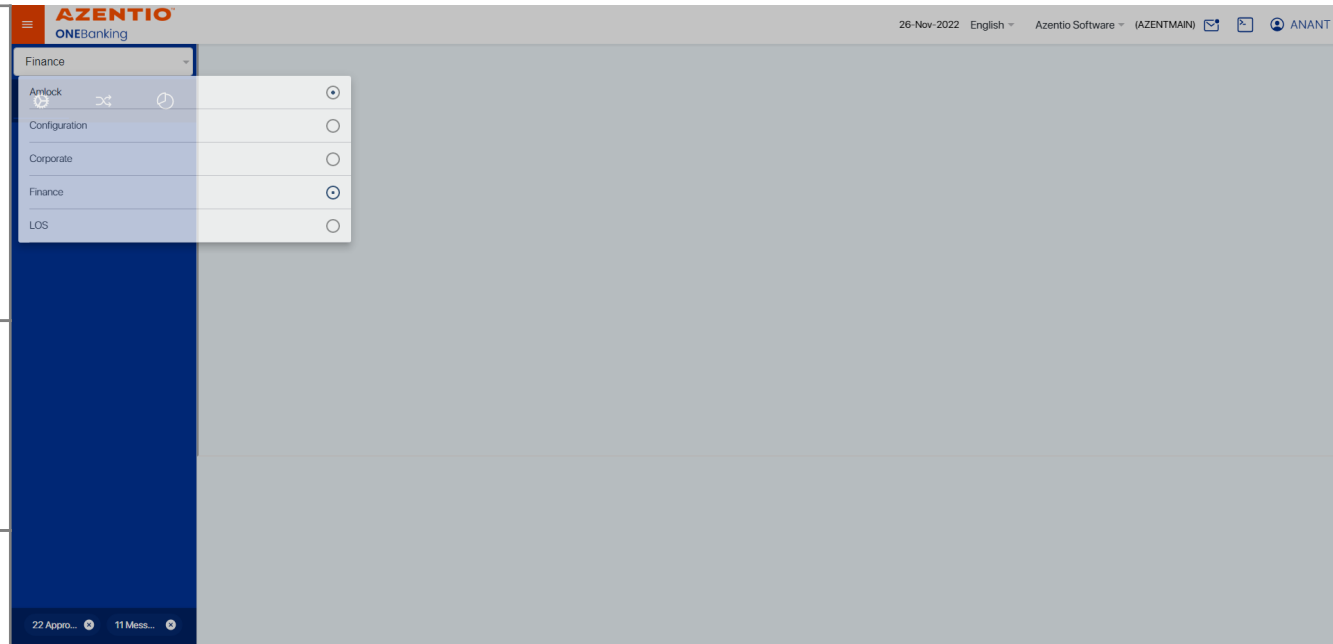 AZENTIO™
ONEBanking
26-Nov-2022 English Azentio Software (AZENTMAIN) ANANT
Finance
Amlock
Configuration
Corporate
Finance
LOS
22 Appro... 11 Mess...